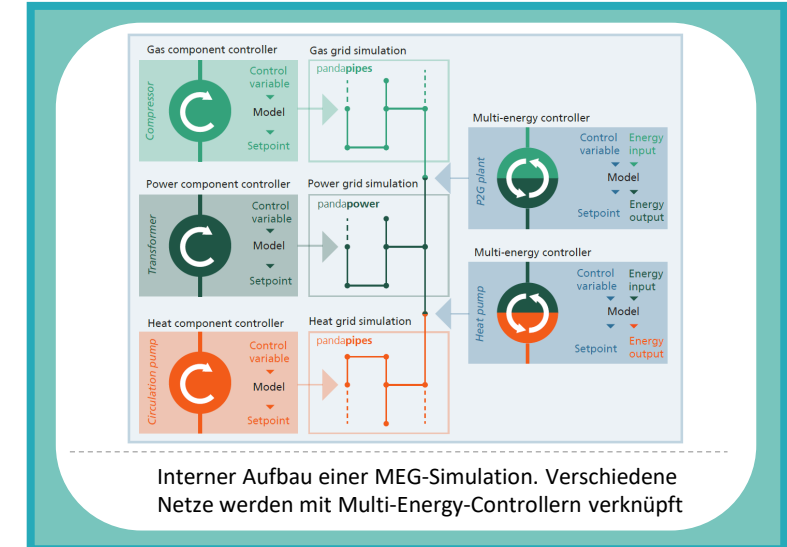 Gas component controller
Compressor
Control
variable
Model
Setpoint
Gas grid simulation
pandapipes
Power component controller
Transformer
Control
variable
Model
Setpoint
Power grid simulation
pandapower
Heat component controller
Circulation pump
Control
variable
Model
Setpoint
Heat grid simulation
pandapipes
Multi-energy controller
P2G plant
Control
variable
Energy
input
Model
Setpoint
Energy
output
Multi-energy controller
Heat pump
Control
variable
Energy
input
Model
Setpoint
Energy
output
Interner Aufbau einer MEG-Simulation. Verschiedene
Netze werden mit Multi-Energy-Controllern verknüpft